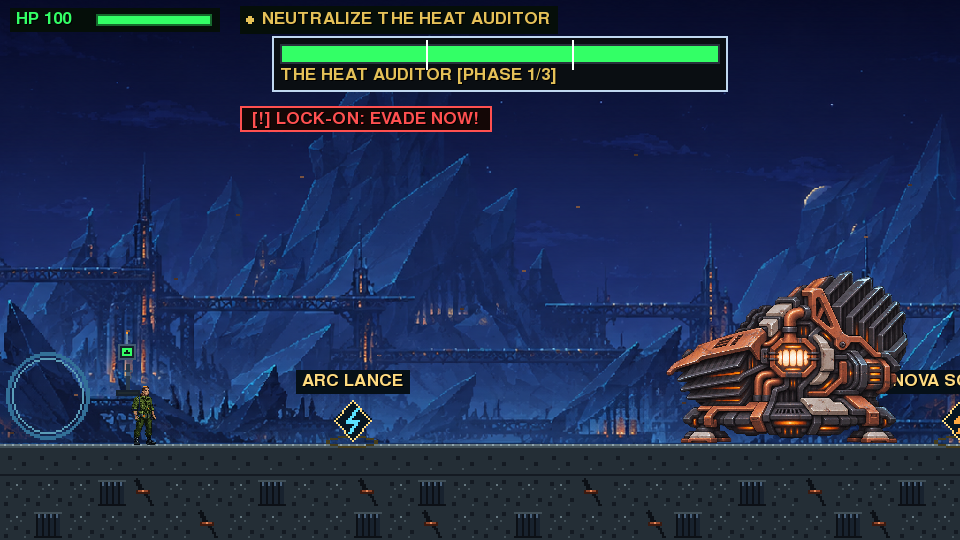 HP 100
NEUTRALIZE THE HEAT AUDITOR
THE HEAT AUDITOR [PHASE 1/3]
[!] LOCK-ON: EVADE NOW!
ARC LANCE
NOVA